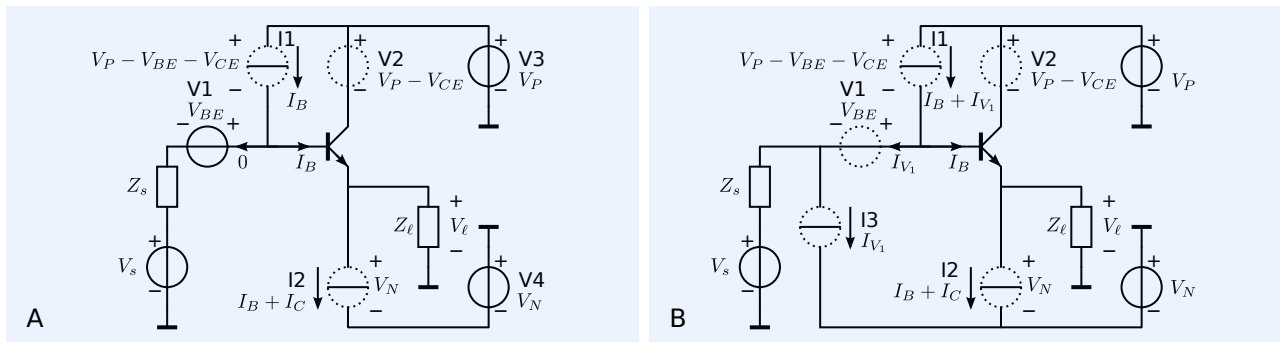 + I1 + +
V_P − V_BE − V_CE V2 V3
V_P − V_CE V_P
− − −
V1 I_B
V_BE
− +
0 I_B
Z_s
+
Z_ℓ V_ℓ
−
+ +
V_s I2 + V4
I_B + I_C V_N V_N
− − −
A
+ I1 + +
V_P − V_BE − V_CE V2
V_P − V_CE V_P
− − −
V1 I_B + I_V1
V_BE
− +
I_V1 I_B
Z_s
+
I3 Z_ℓ V_ℓ
I_V1 −
+ +
V_s I2 +
I_B + I_C V_N V_N
− − −
B